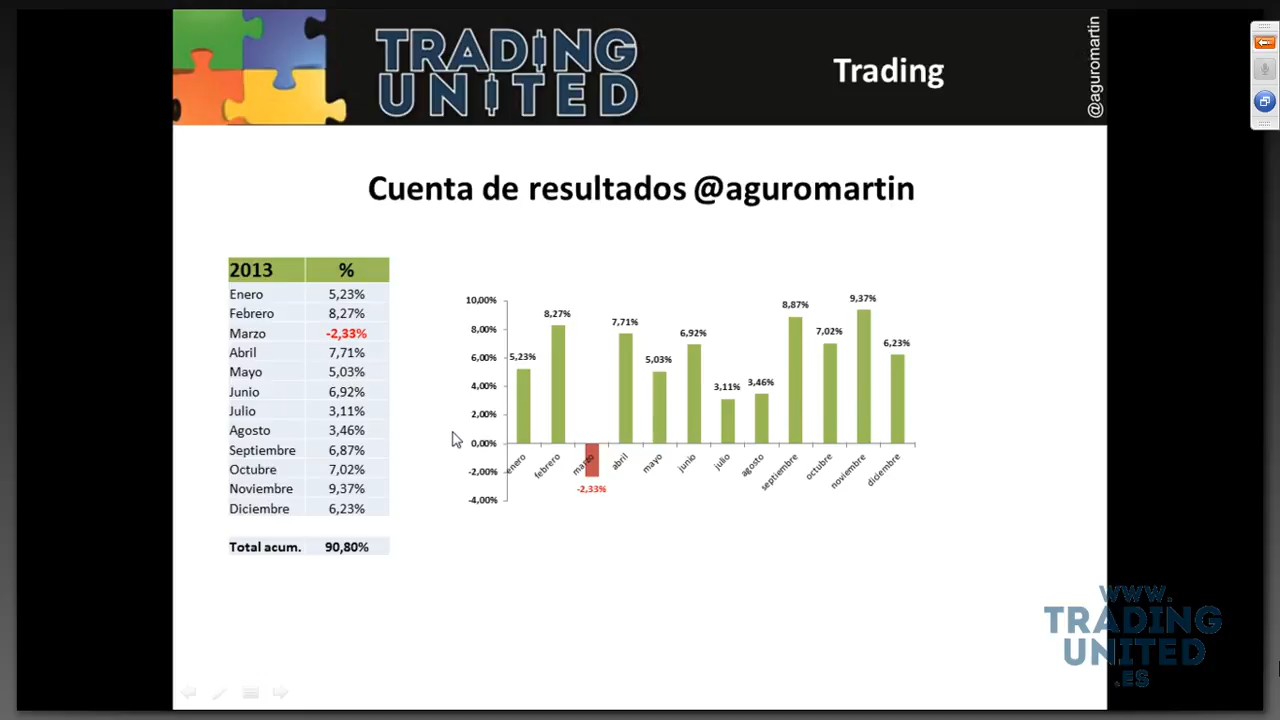 TRADING
UNITED
Trading
@aguromartin
Cuenta de resultados @aguromartin
2013 %
Enero 5,23%
Febrero 8,27%
Marzo -2,33%
Abril 7,71%
Mayo 5,03%
Junio 6,92%
Julio 3,11%
Agosto 3,46%
Septiembre 6,87%
Octubre 7,02%
Noviembre 9,37%
Diciembre 6,23%
Total acum. 90,80%
10,00%
8,00%
6,00%
4,00%
2,00%
0,00%
-2,00%
-4,00%
5,23%
8,27%
-2,33%
7,71%
5,03%
6,92%
3,11%
3,46%
8,87%
7,02%
9,37%
6,23%
enero
febrero
marzo
abril
mayo
junio
julio
agosto
septiembre
octubre
noviembre
diciembre
www.
TRADING
UNITED
.ES